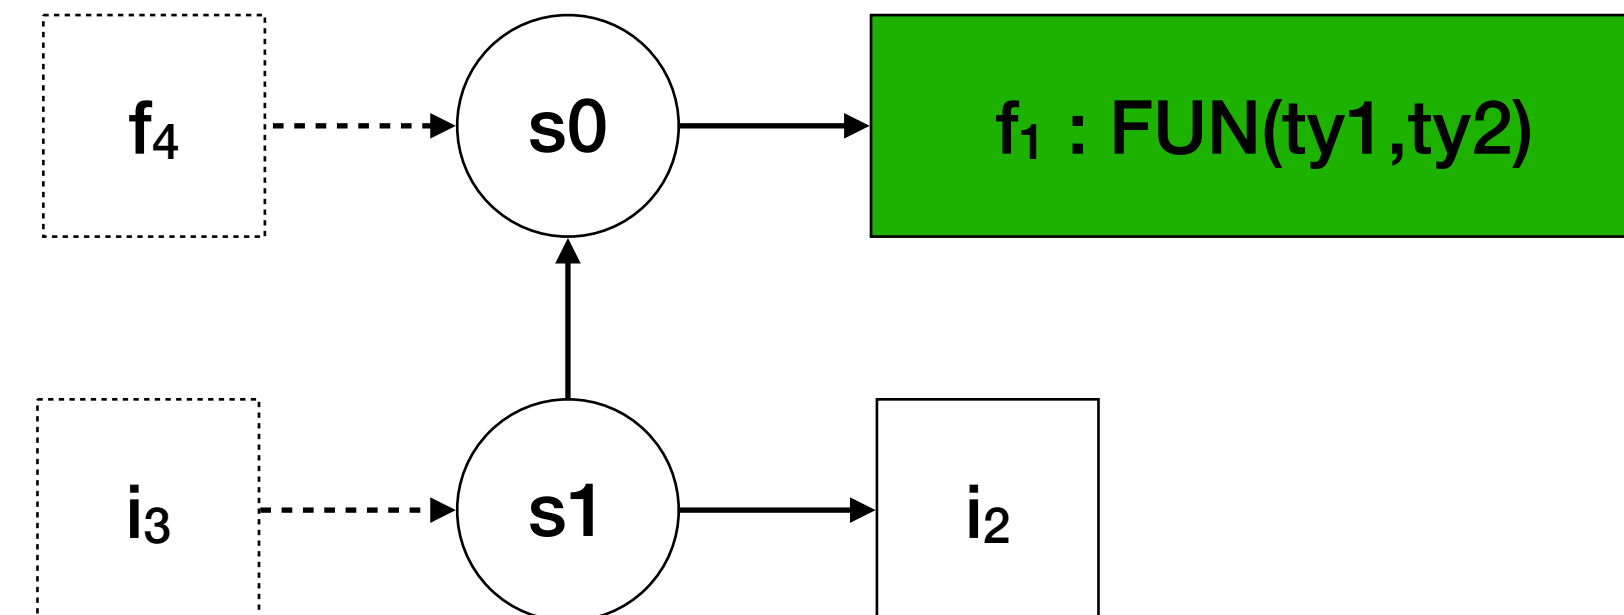 f₄
s0
f₁ : FUN(ty1,ty2)
i₃
s1
i₂